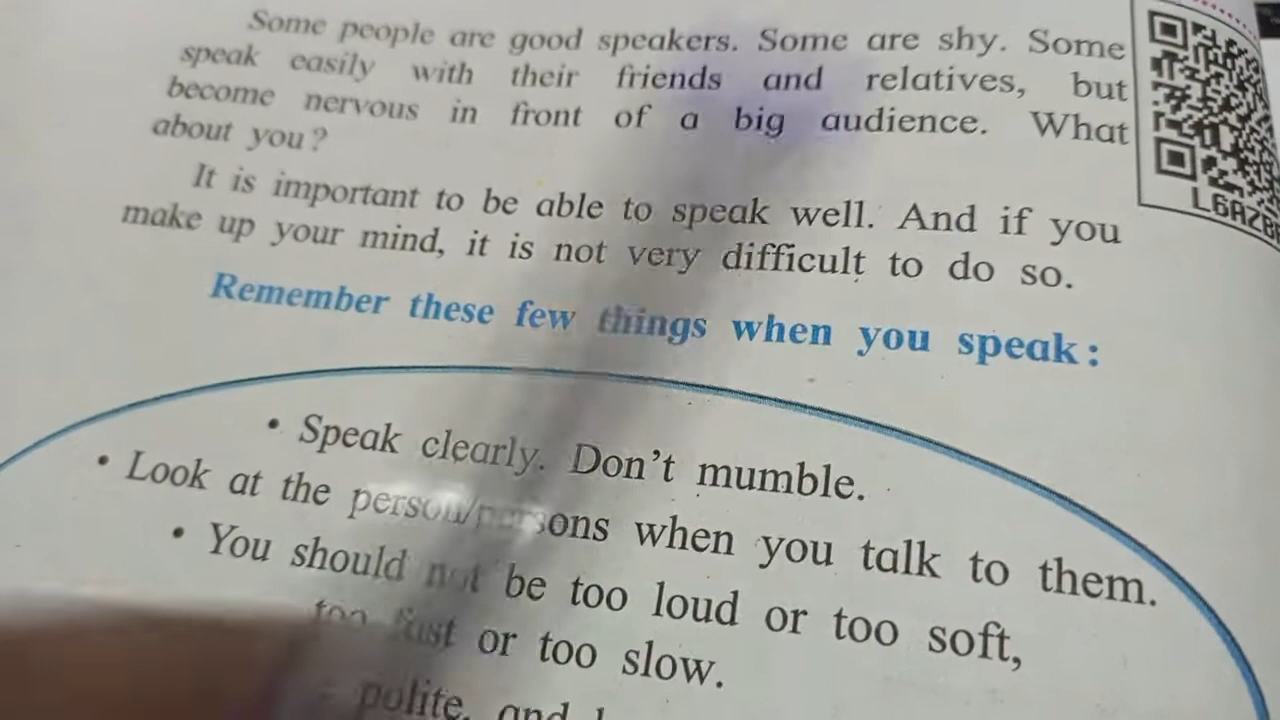 Some people are good speakers. Some are shy. Some
speak easily with their friends and relatives, but
become nervous in front of a big audience. What
about you?
It is important to be able to speak well. And if you
make up your mind, it is not very difficult to do so.
Remember these few things when you speak:
• Speak clearly. Don't mumble.
• Look at the person/persons when you talk to them.
• You should not be too loud or too soft,
too fast or too slow.
polite, and